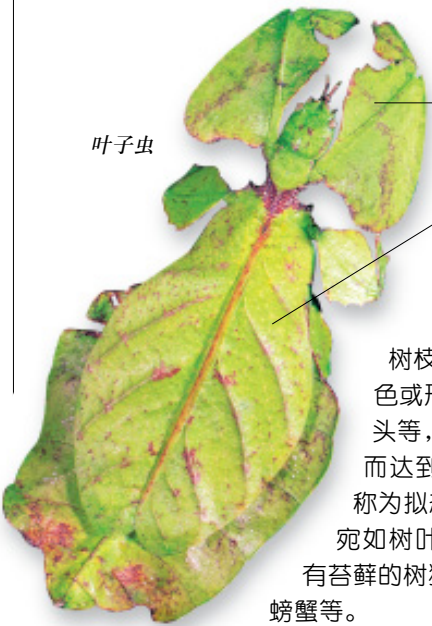 叶子虫
树枝
色或形
头等，
而达到
称为拟
宛如树叶
有苔藓的树
螃蟹等。